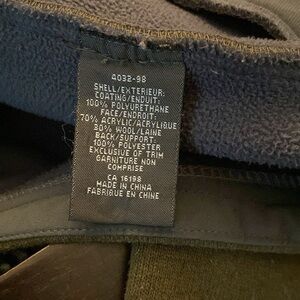 4032-98
SHELL/EXTERIEUR:
COATING/ENDUIT:
100% POLYURETHANE
FACE/ENDROIT:
70% ACRYLIC/ACRYLIQUE
30% WOOL/LAINE
BACK/SUPPORT:
100% POLYESTER
EXCLUSIVE OF TRIM
GARNITURE NON
COMPRISE
CA 16198
MADE IN CHINA
FABRIQUE EN CHINE